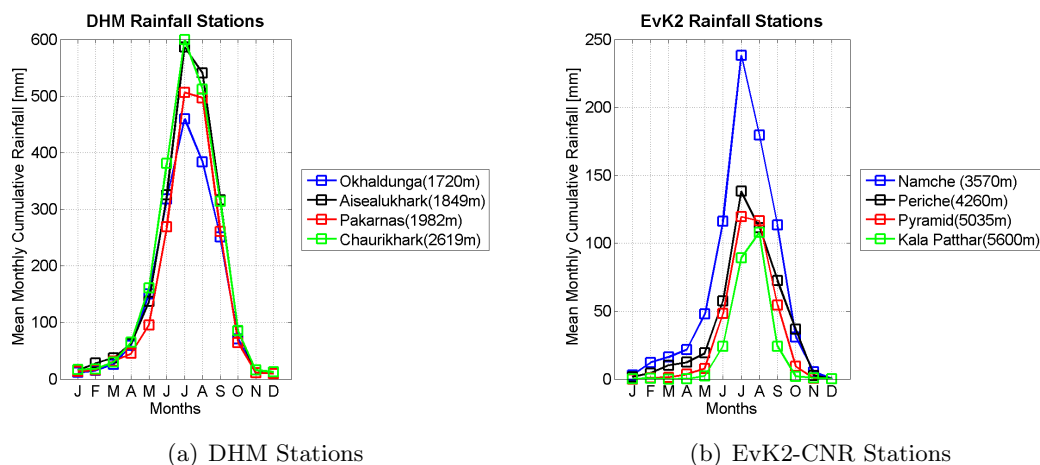 DHM Rainfall Stations
600
500
400
300
200
100
0
Mean Monthly Cumulative Rainfall [mm]
J F M A M J J A S O N D
Months
Okhaldunga(1720m)
Aisealukhark(1849m)
Pakarnas(1982m)
Chaurikhark(2619m)
(a) DHM Stations
EvK2 Rainfall Stations
250
200
150
100
50
0
Mean Monthly Cumulative Rainfall [mm]
J F M A M J J A S O N D
Months
Namche (3570m)
Periche(4260m)
Pyramid(5035m)
Kala Patthar(5600m)
(b) EvK2-CNR Stations